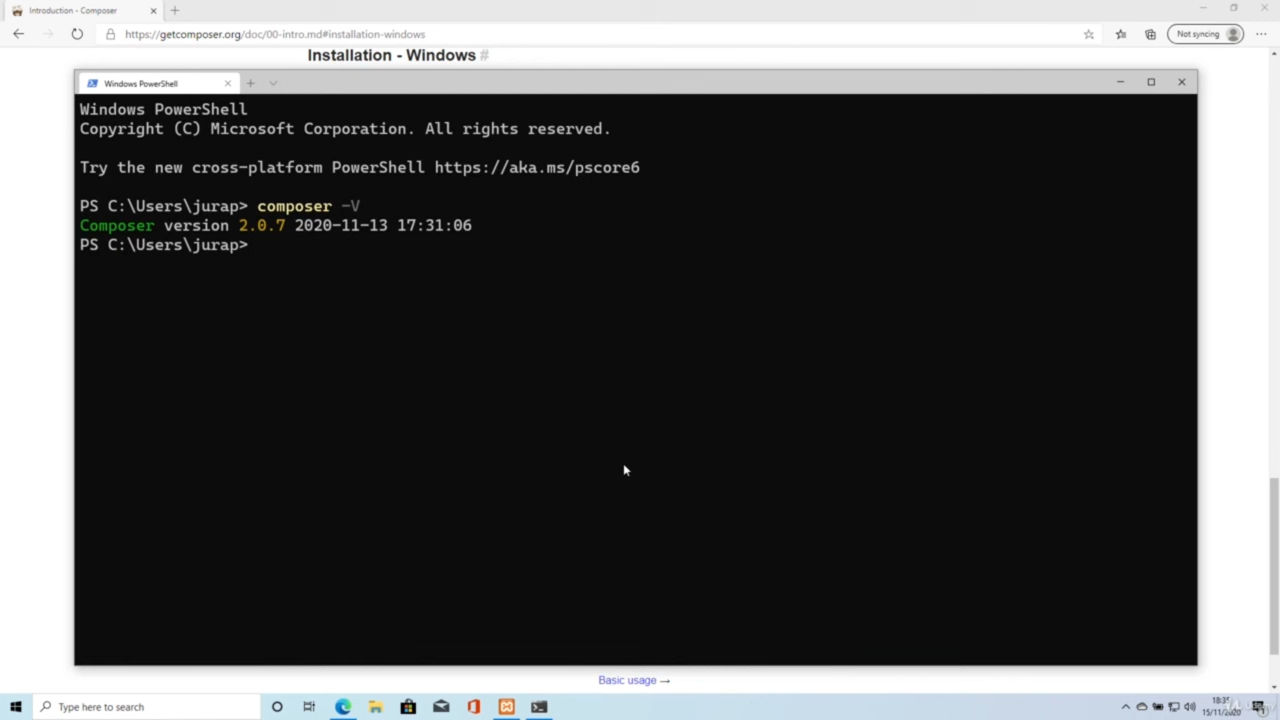 Introduction - Composer
https://getcomposer.org/doc/00-intro.md#installation-windows
Not syncing
Installation - Windows #
Windows PowerShell
Windows PowerShell
Copyright (C) Microsoft Corporation. All rights reserved.
Try the new cross-platform PowerShell https://aka.ms/pscore6
PS C:\Users\jurap> composer -V
Composer version 2.0.7 2020-11-13 17:31:06
PS C:\Users\jurap>
Basic usage →
Type here to search
15/11/2020